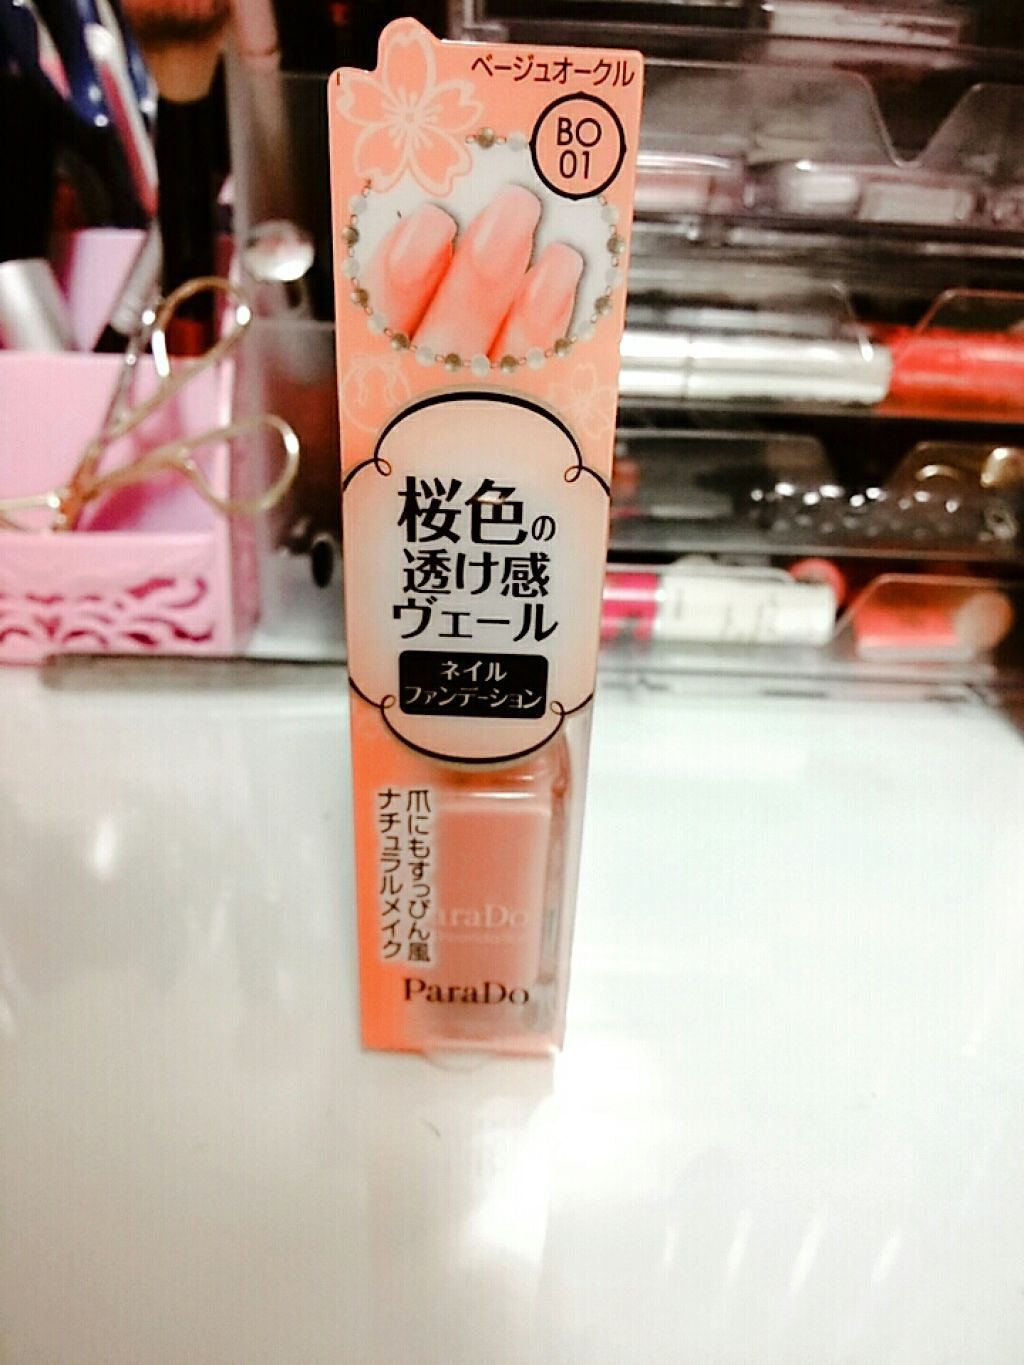 ベージュオークル
BO
01
桜色の
透け感
ヴェール
ネイル
ファンデーション
爪にもすっぴん風
ナチュラルメイク
ParaDo
ParaDo